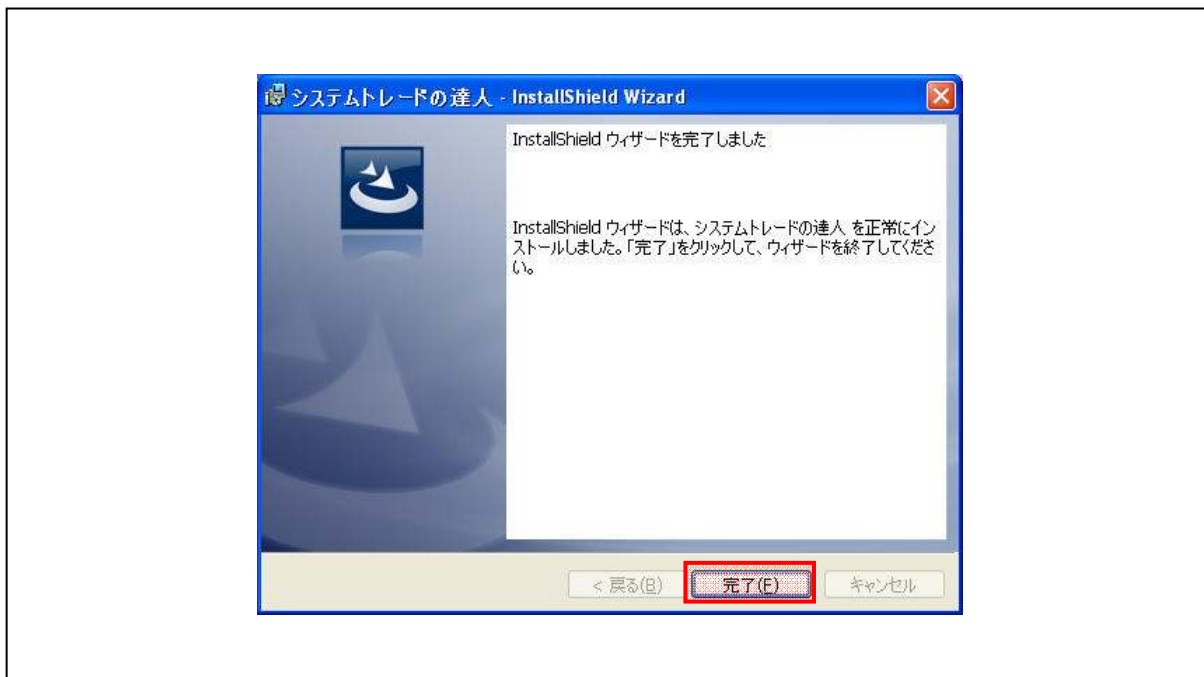 システムトレードの達人 - InstallShield Wizard
InstallShield ウィザードを完了しました
InstallShield ウィザードは、システムトレードの達人 を正常にイン
ストールしました。「完了」をクリックして、ウィザードを終了してくださ
い。
< 戻る(B) 完了(F) キャンセル